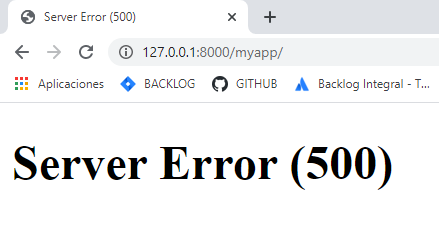 Server Error (500)
127.0.0.1:8000/myapp/
Aplicaciones BACKLOG GITHUB Backlog Integral - T...
Server Error (500)